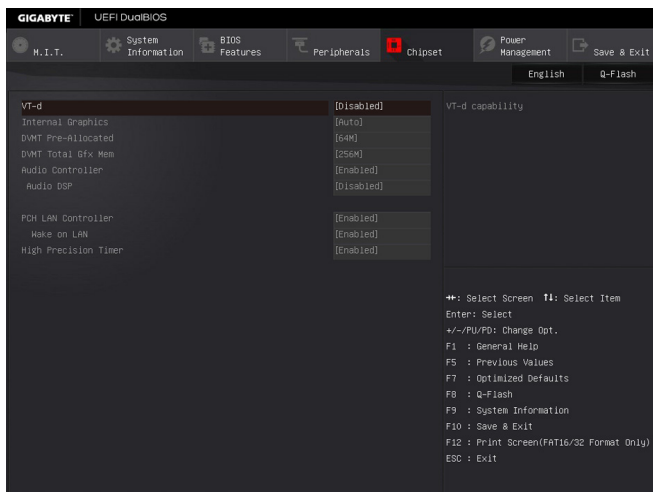 GIGABYTE™ UEFI DualBIOS
M.I.T. System Information BIOS Features Peripherals Chipset Power Management Save & Exit
English Q-Flash
VT-d [Disabled] VT-d capability
Internal Graphics [Auto]
DVMT Pre-Allocated [64M]
DVMT Total Gfx Mem [256M]
Audio Controller [Enabled]
Audio DSP [Disabled]
PCH LAN Controller [Enabled]
Wake on LAN [Enabled]
High Precision Timer [Enabled]
→←: Select Screen ↑↓: Select Item
Enter: Select
+/-/PU/PD: Change Opt.
F1 : General Help
F5 : Previous Values
F7 : Optimized Defaults
F8 : Q-Flash
F9 : System Information
F10 : Save & Exit
F12 : Print Screen(FAT16/32 Format Only)
ESC : Exit